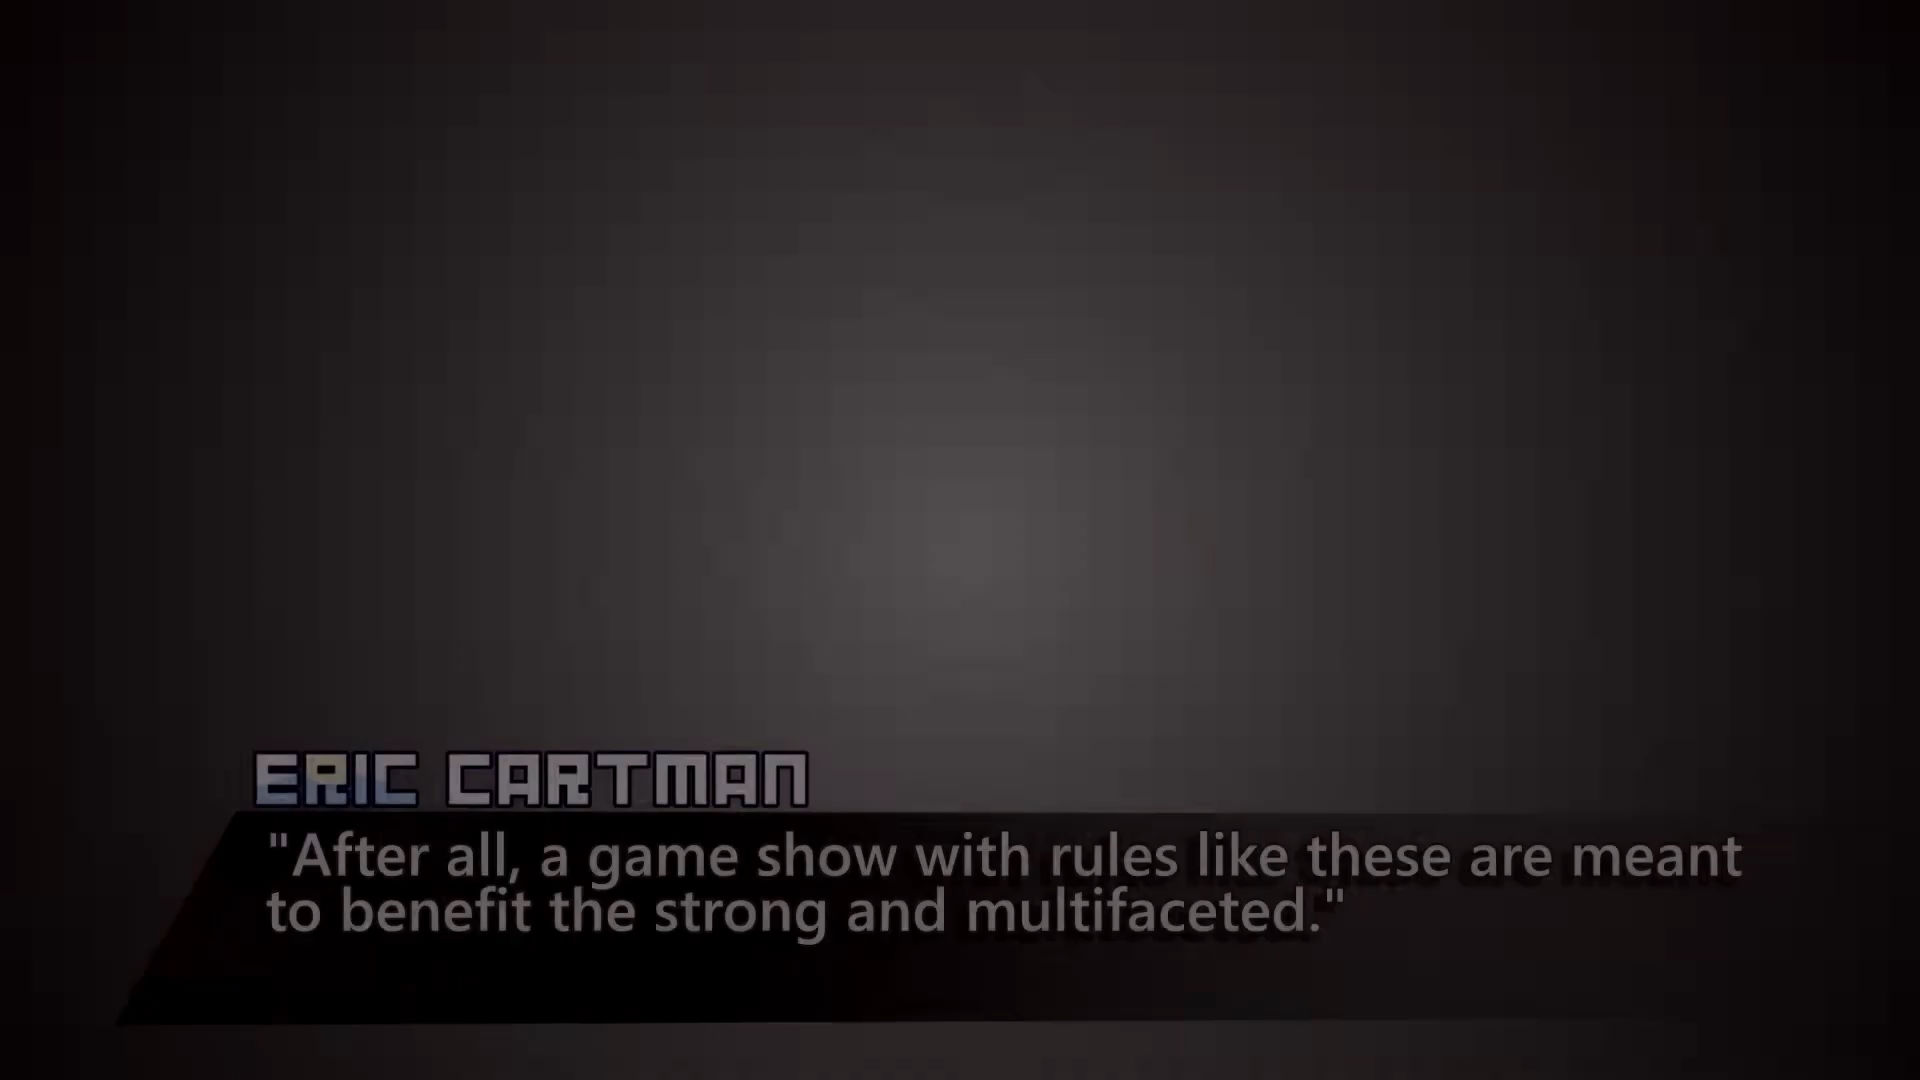 ERIC CARTMAN
"After all, a game show with rules like these are meant
to benefit the strong and multifaceted."